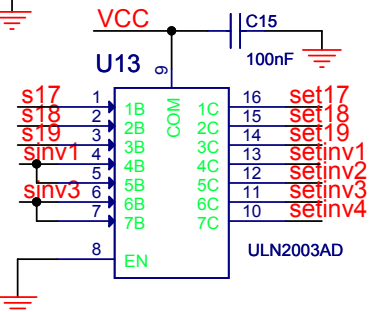 VCC
C15
100nF
U13
9
COM
s17 1 1B 1C 16 set17
s18 2 2B 2C 15 set18
s19 3 3B 3C 14 set19
sinv1 4 4B 4C 13 setinv1
5 5B 5C 12 setinv2
sinv3 6 6B 6C 11 setinv3
7 7B 7C 10 setinv4
8 EN
ULN2003AD